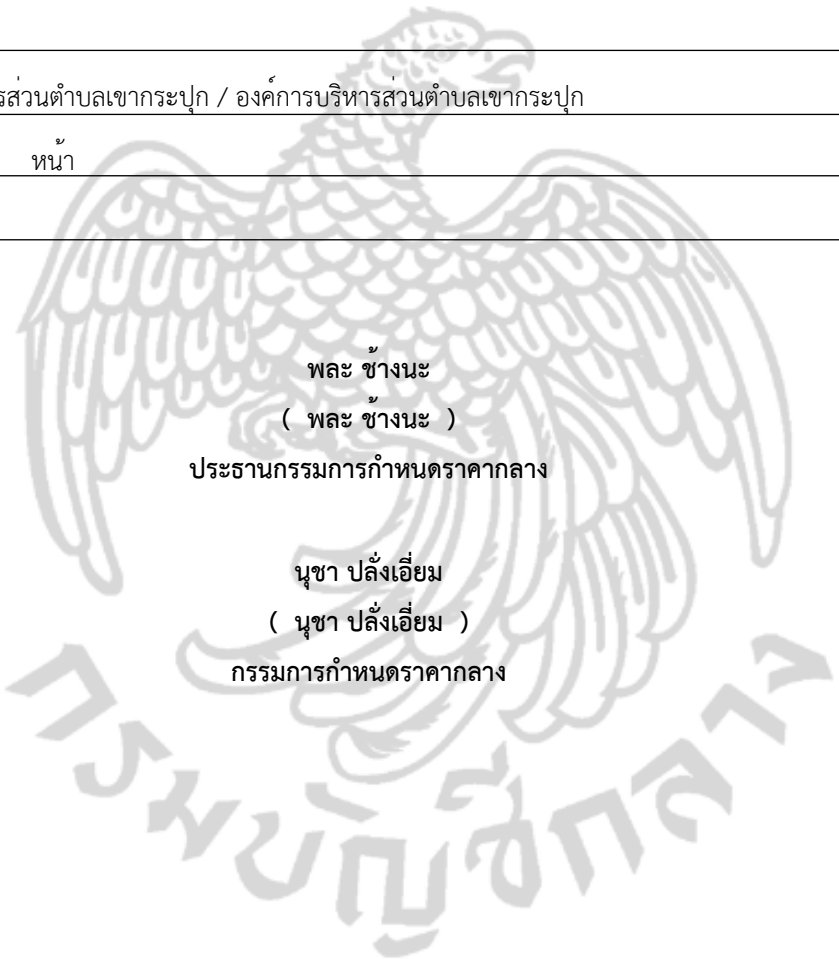 รส่วนตำบลเขากระปุก / องค์การบริหารส่วนตำบลเขากระปุก
หน้า
พละ ช้างนะ
( พละ ช้างนะ )
ประธานกรรมการกำหนดราคากลาง
นุชา ปลั่งเอี่ยม
( นุชา ปลั่งเอี่ยม )
กรรมการกำหนดราคากลาง
กรมบัญชีกลาง